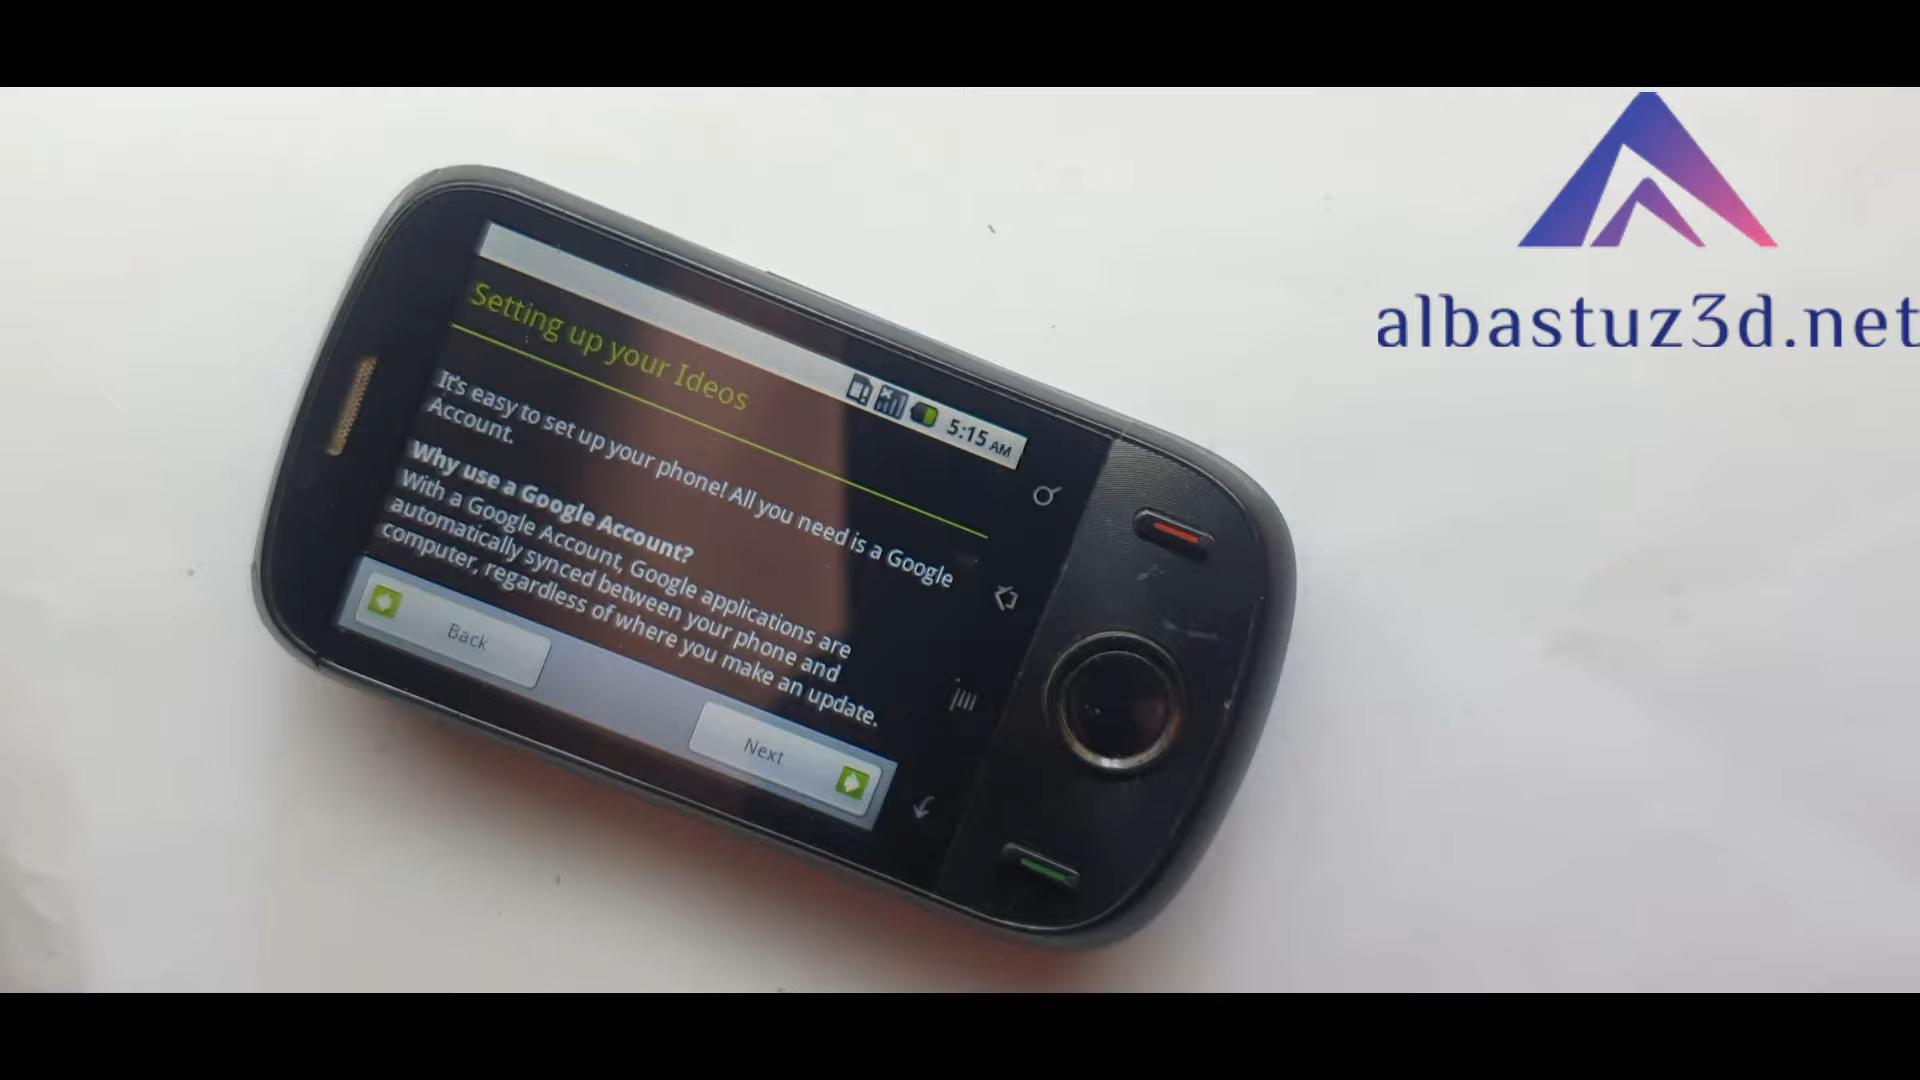 albastuz3d.net
5:15 AM
Setting up your Ideos
It's easy to set up your phone! All you need is a Google
Account.
Why use a Google Account?
With a Google Account, Google applications are
automatically synced between your phone and
computer, regardless of where you make an update.
Back
Next